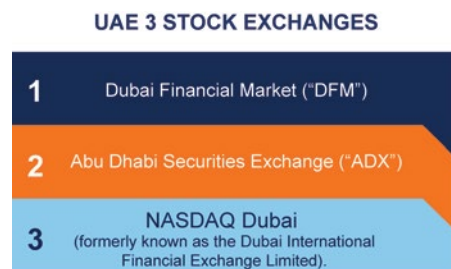 UAE 3 STOCK EXCHANGES
1 Dubai Financial Market (“DFM”)
2 Abu Dhabi Securities Exchange (“ADX”)
3 NASDAQ Dubai
(formerly known as the Dubai International
Financial Exchange Limited).